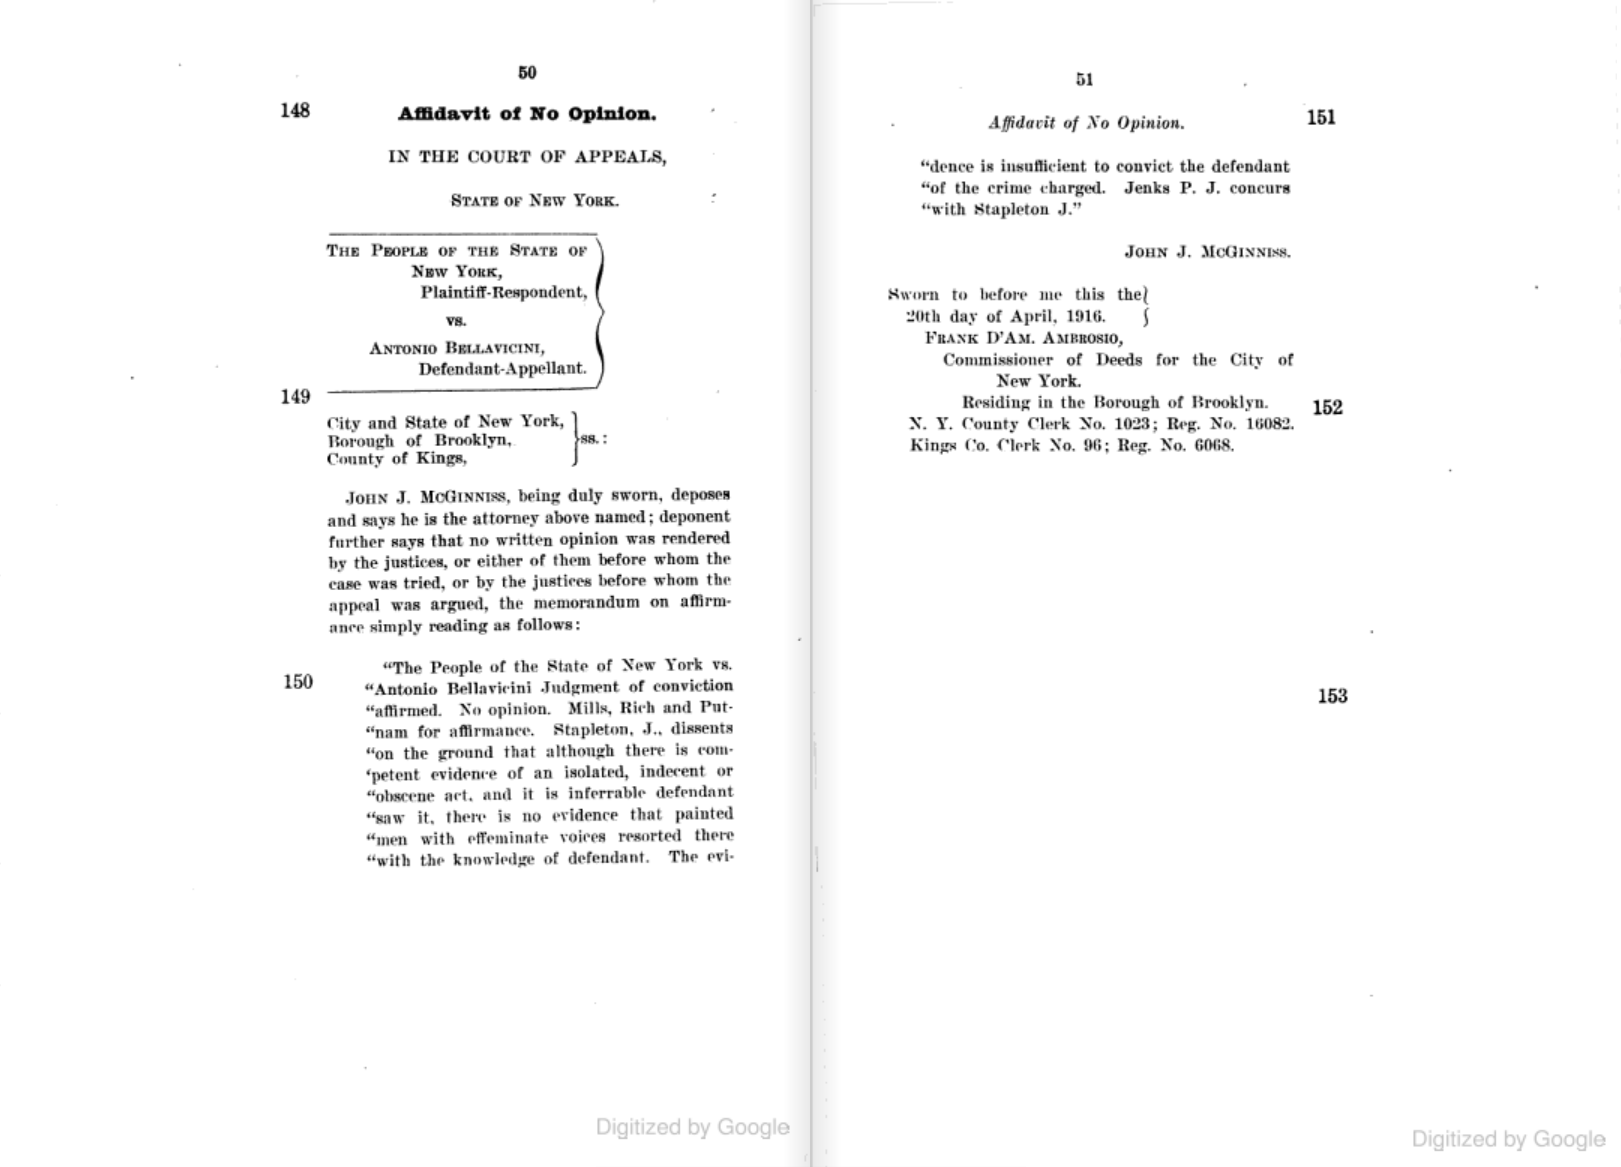 50
148
Affidavit of No Opinion.
IN THE COURT OF APPEALS,
STATE OF NEW YORK.
THE PEOPLE OF THE STATE OF
NEW YORK,
Plaintiff-Respondent,
vs.
ANTONIO BELLAVICINI,
Defendant-Appellant.
149
City and State of New York,
Borough of Brooklyn,
County of Kings,
ss.:
JOHN J. MCGINNISS, being duly sworn, deposes
and says he is the attorney above named; deponent
further says that no written opinion was rendered
by the justices, or either of them before whom the
case was tried, or by the justices before whom the
appeal was argued, the memorandum on affirm-
ance simply reading as follows:
150
“The People of the State of New York vs.
“Antonio Bellavicini Judgment of conviction
“affirmed. No opinion. Mills, Rich and Put-
“nam for affirmance. Stapleton, J., dissents
“on the ground that although there is com-
‘petent evidence of an isolated, indecent or
“obscene act, and it is inferrable defendant
“saw it, there is no evidence that painted
“men with effeminate voices resorted there
“with the knowledge of defendant. The evi-
Digitized by Google
51
Affidavit of No Opinion.
151
“dence is insufficient to convict the defendant
“of the crime charged. Jenks P. J. concurs
“with Stapleton J.”
JOHN J. MCGINNISS.
Sworn to before me this the
20th day of April, 1916.
FRANK D’AM. AMBROSIO,
Commissioner of Deeds for the City of
New York.
Residing in the Borough of Brooklyn.
152
N. Y. County Clerk No. 1023; Reg. No. 16082.
Kings Co. Clerk No. 96; Reg. No. 6068.
153
Digitized by Google